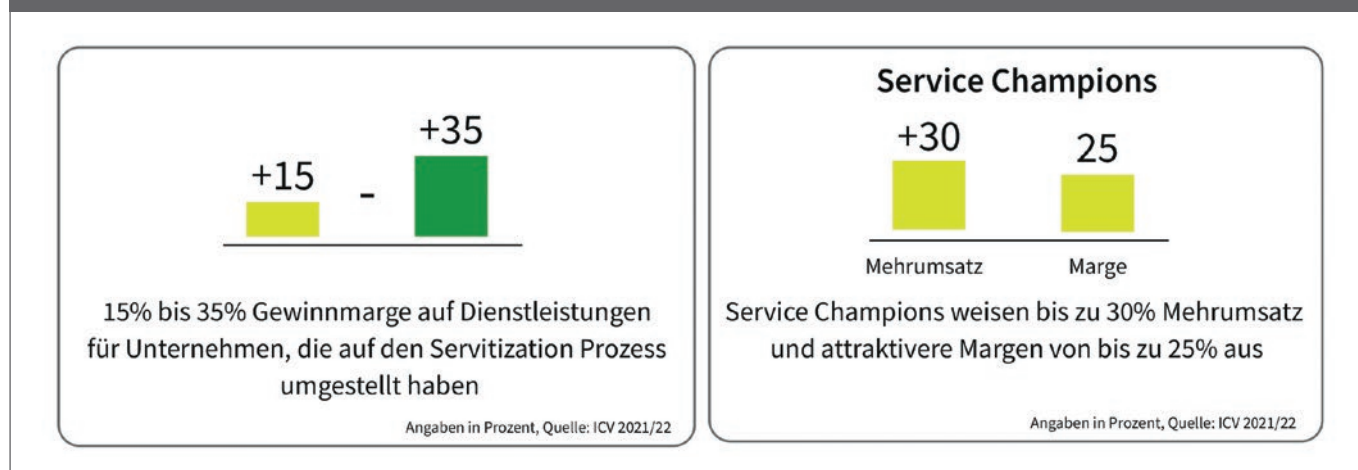 +15
-
+35
15% bis 35% Gewinnmarge auf Dienstleistungen
für Unternehmen, die auf den Servitization Prozess
umgestellt haben
Angaben in Prozent, Quelle: ICV 2021/22
Service Champions
+30
25
Mehrumsatz
Marge
Service Champions weisen bis zu 30% Mehrumsatz
und attraktivere Margen von bis zu 25% aus
Angaben in Prozent, Quelle: ICV 2021/22